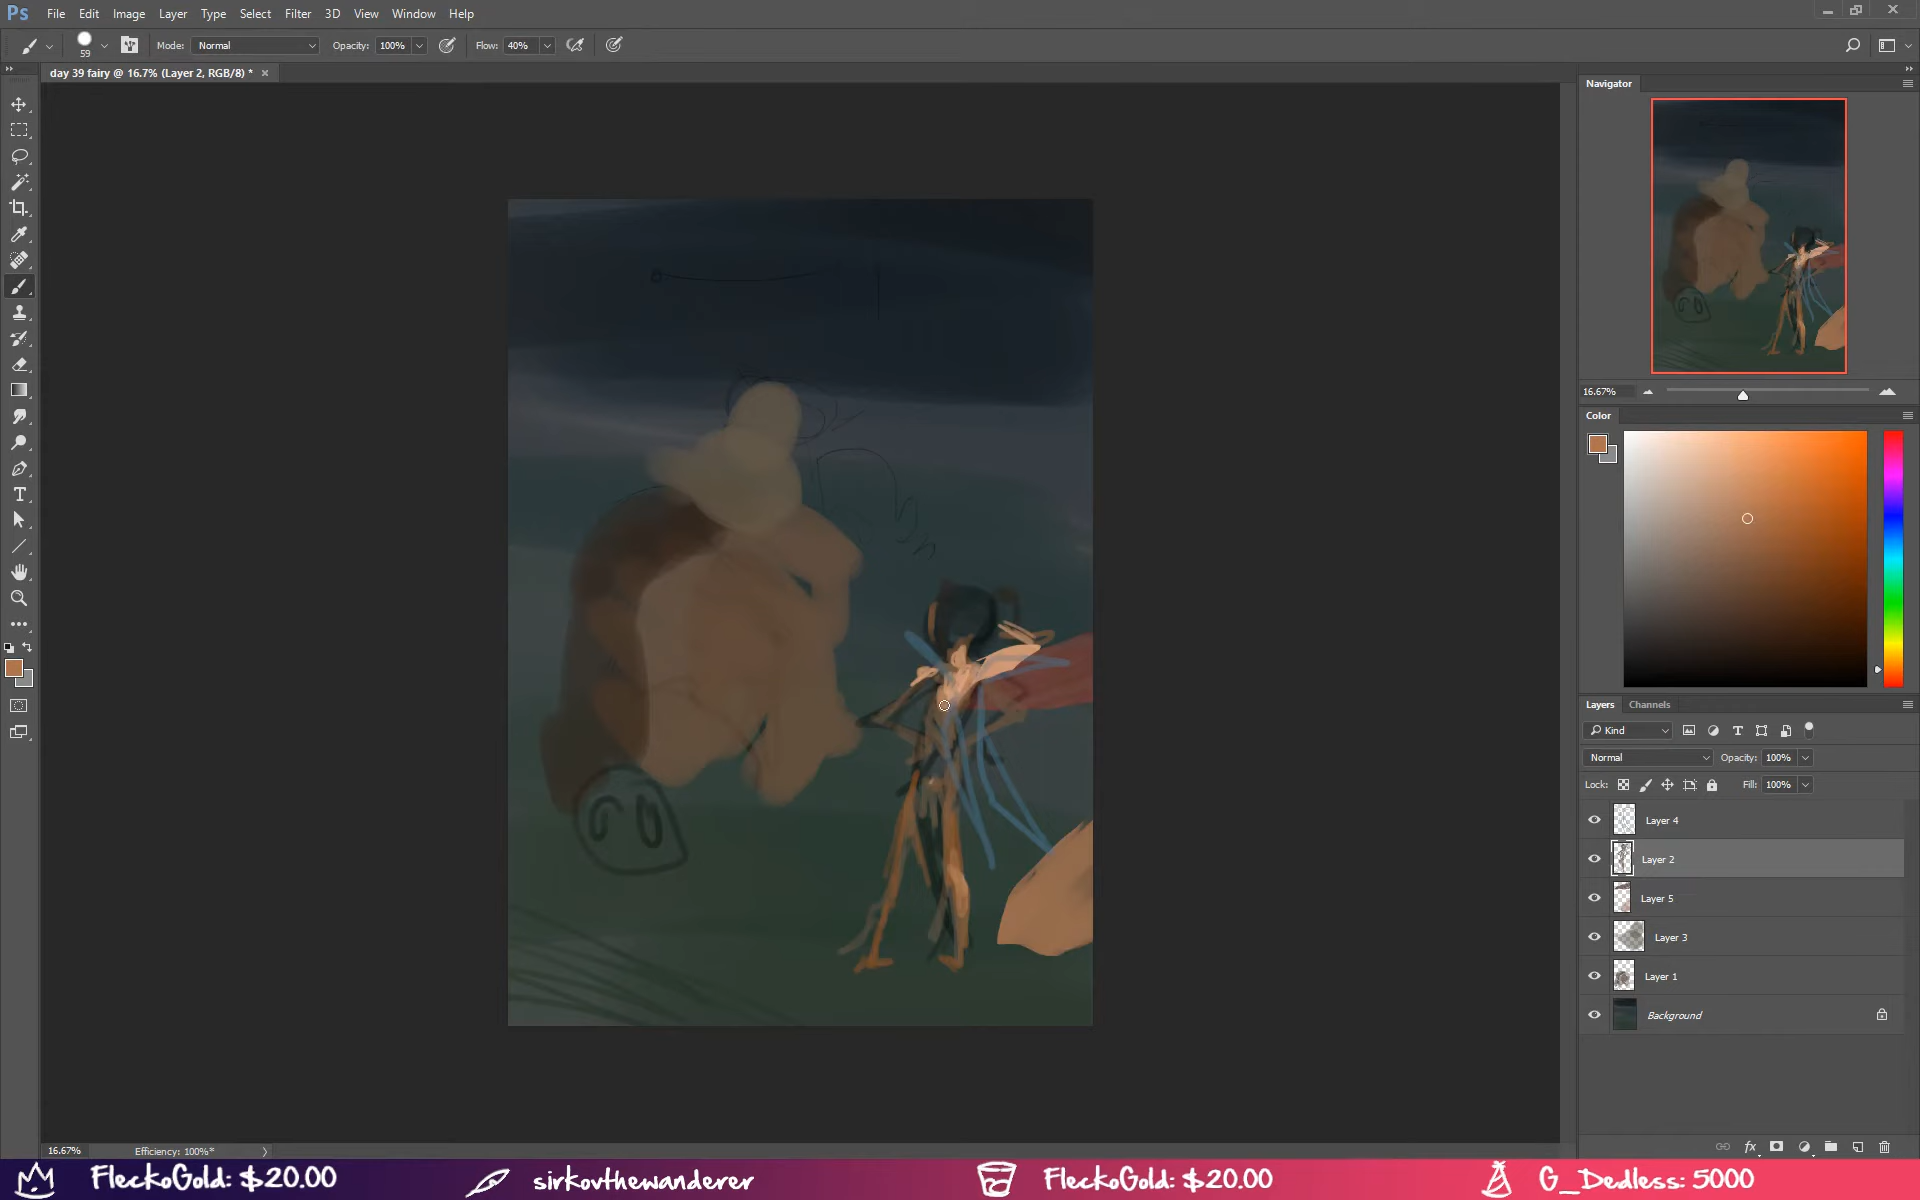 Ps File Edit Image Layer Type Select Filter 3D View Window Help
59 Mode: Normal Opacity: 100% Flow: 40%
day 39 fairy @ 16.7% (Layer 2, RGB/8) *
Navigator
16.67%
Color
Layers Channels
Kind
Normal Opacity: 100%
Lock: Fill: 100%
Layer 4
Layer 2
Layer 5
Layer 3
Layer 1
Background
fx
16.67% Efficiency: 100%*
FleckoGold: $20.00 sirkovthewanderer FleckoGold: $20.00 G_Dedless: 5000